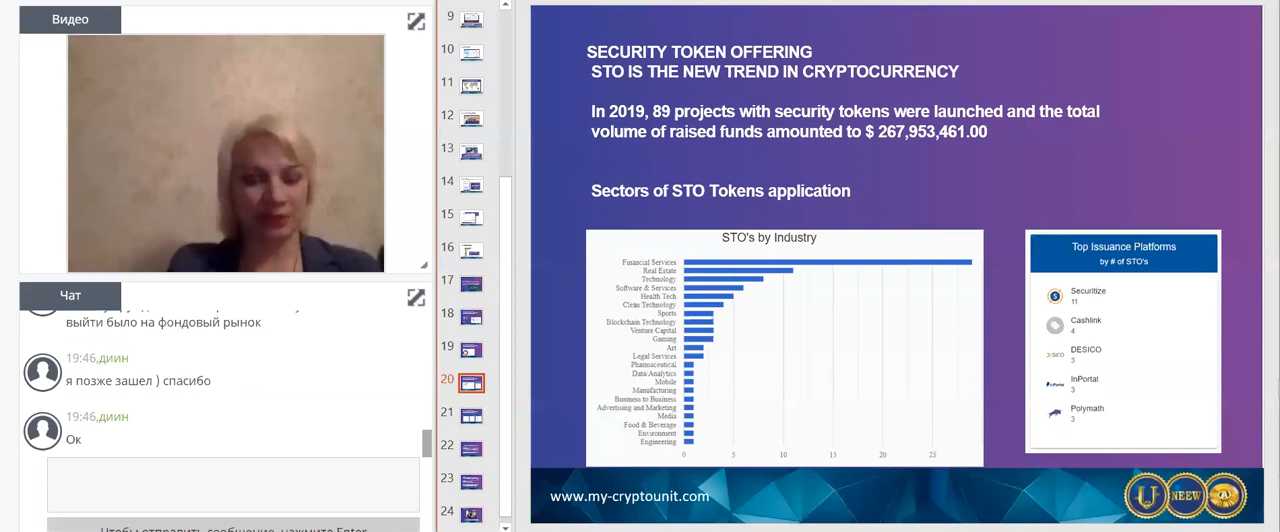 Видео
Чат
выйти было на фондовый рынок
19:46,диин
я позже зашел ) спасибо
19:46,диин
Ок
Чтобы отправить сообщение, нажмите Enter
9
10
11
12
13
14
15
16
17
18
19
20
21
22
23
24
SECURITY TOKEN OFFERING
STO IS THE NEW TREND IN CRYPTOCURRENCY
In 2019, 89 projects with security tokens were launched and the total
volume of raised funds amounted to $ 267,953,461.00
Sectors of STO Tokens application
STO's by Industry
Financial Services
Real Estate
Technology
Software & Services
Health Tech
Clean Technology
Sports
Blockchain Technology
Venture Capital
Gaming
Art
Legal Services
Pharmaceutical
Data/Analytics
Mobile
Manufacturing
Business to Business
Advertising and Marketing
Media
Food & Beverage
Environment
Engineering
0 5 10 15 20 25
Top Issuance Platforms
by # of STO's
Securitize
11
Cashlink
4
DESICO
3
InPortal
3
Polymath
3
www.my-cryptounit.com
U NEEW